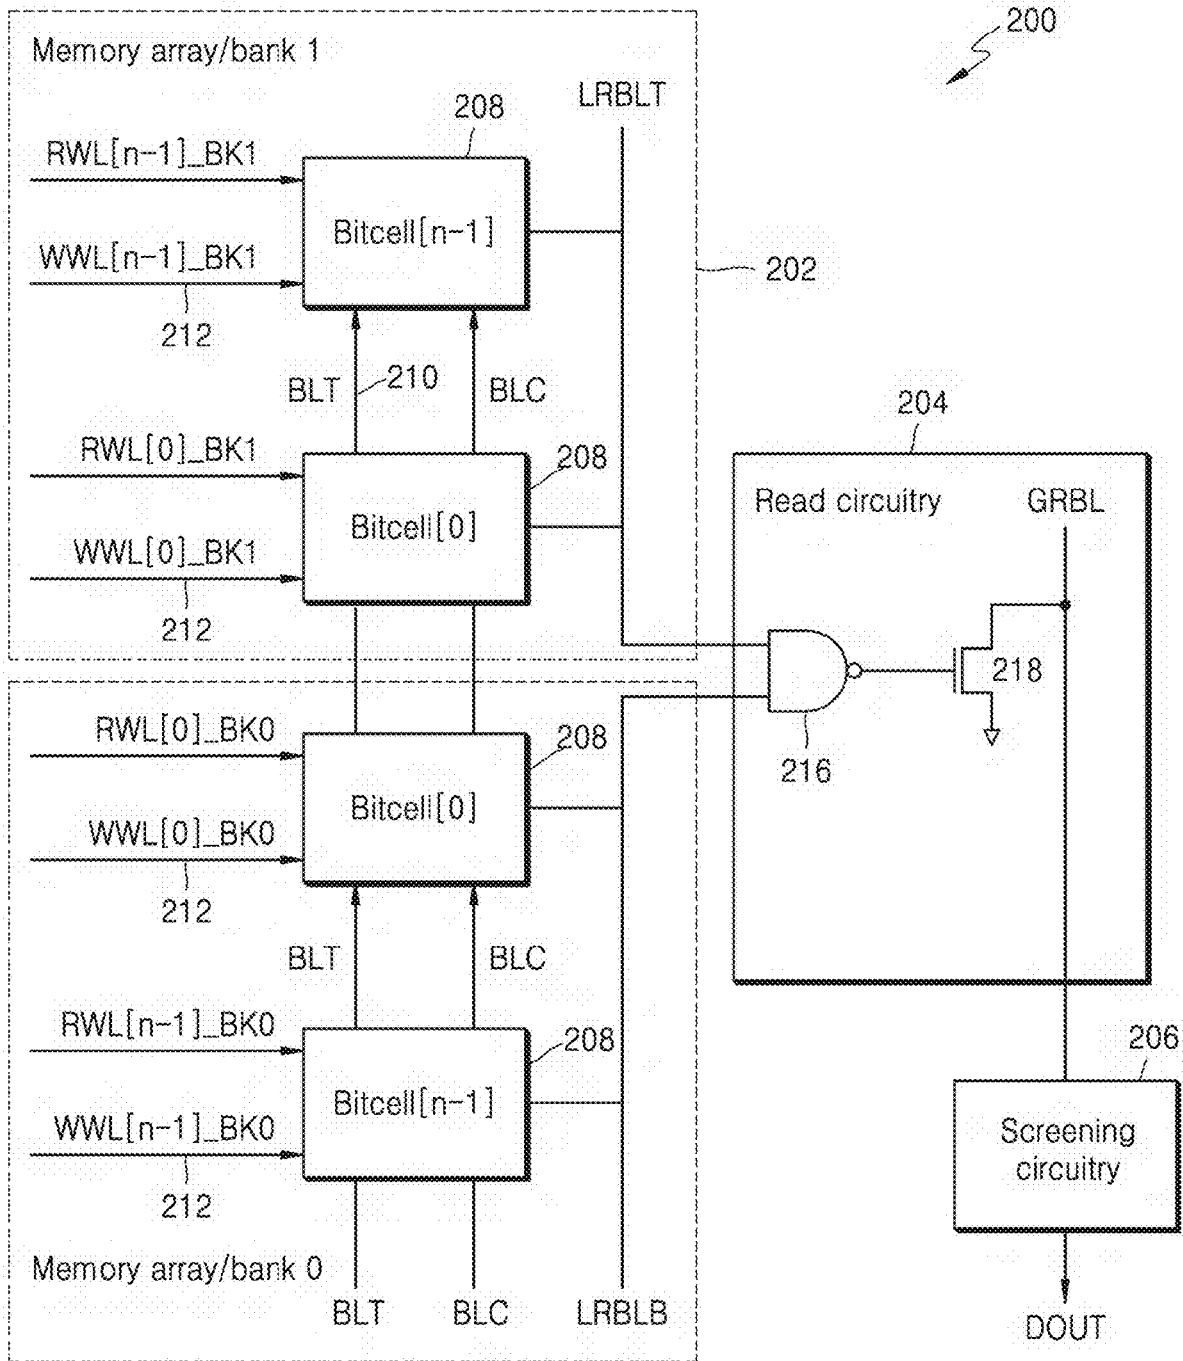 200
Memory array/bank 1
LRBLT
208
RWL[n-1]_BK1
Bitcell[n-1]
WWL[n-1]_BK1
202
212
BLT
210
BLC
204
RWL[0]_BK1
208
Read circuitry
GRBL
Bitcell[0]
WWL[0]_BK1
212
218
RWL[0]_BK0
208
216
Bitcell[0]
WWL[0]_BK0
212
BLT
BLC
RWL[n-1]_BK0
208
206
Bitcell[n-1]
WWL[n-1]_BK0
Screening
circuitry
212
Memory array/bank 0
BLT
BLC
LRBLB
DOUT